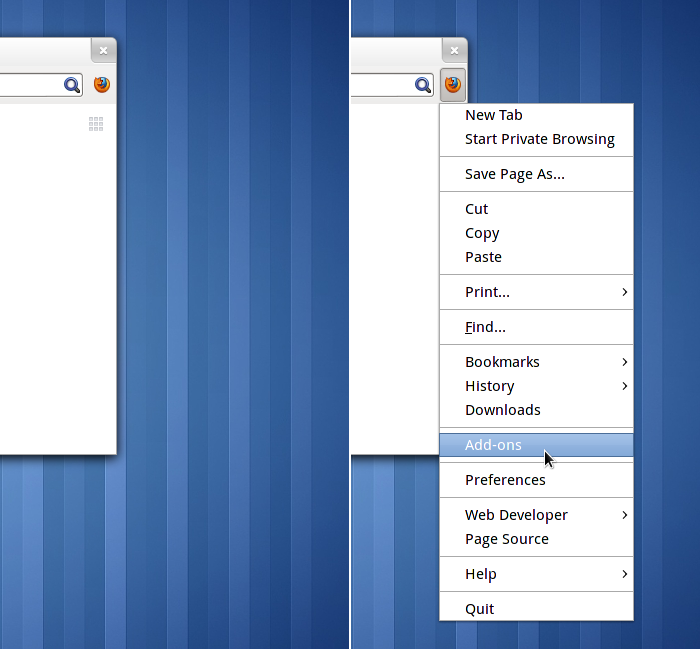 New Tab
Start Private Browsing
Save Page As...
Cut
Copy
Paste
Print...
Find...
Bookmarks
History
Downloads
Add-ons
Preferences
Web Developer
Page Source
Help
Quit